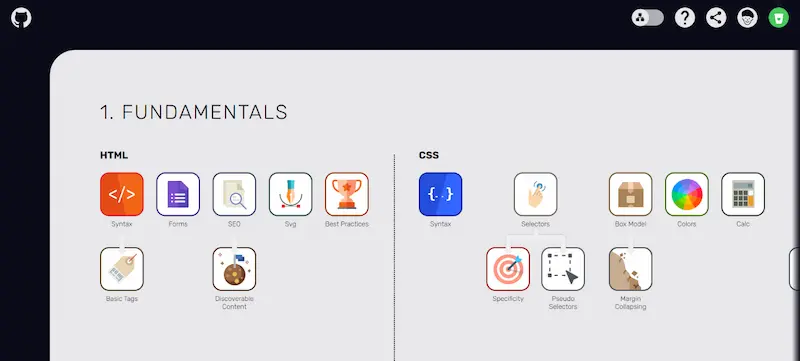 1. FUNDAMENTALS
HTML
CSS
Syntax
Forms
SEO
Svg
Best Practices
Syntax
Selectors
Box Model
Colors
Calc
Basic Tags
Discoverable
Content
Specificity
Pseudo
Selectors
Margin
Collapsing